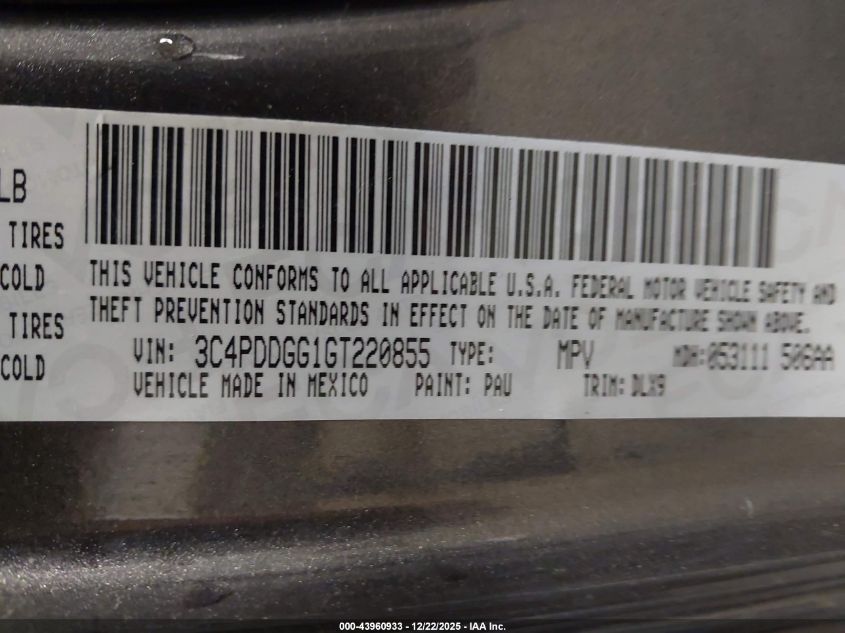 LB
TIRES
COLD
TIRES
COLD
THIS VEHICLE CONFORMS TO ALL APPLICABLE U.S.A. FEDERAL MOTOR VEHICLE SAFETY AND
THEFT PREVENTION STANDARDS IN EFFECT ON THE DATE OF MANUFACTURE SHOWN ABOVE.
VIN: 3C4PDDGG1GT220855 TYPE: MPV MDH: 053111 506AA
VEHICLE MADE IN MEXICO PAINT: PAU TRIM: DLX9
000-43960933 - 12/22/2025 - IAA Inc.